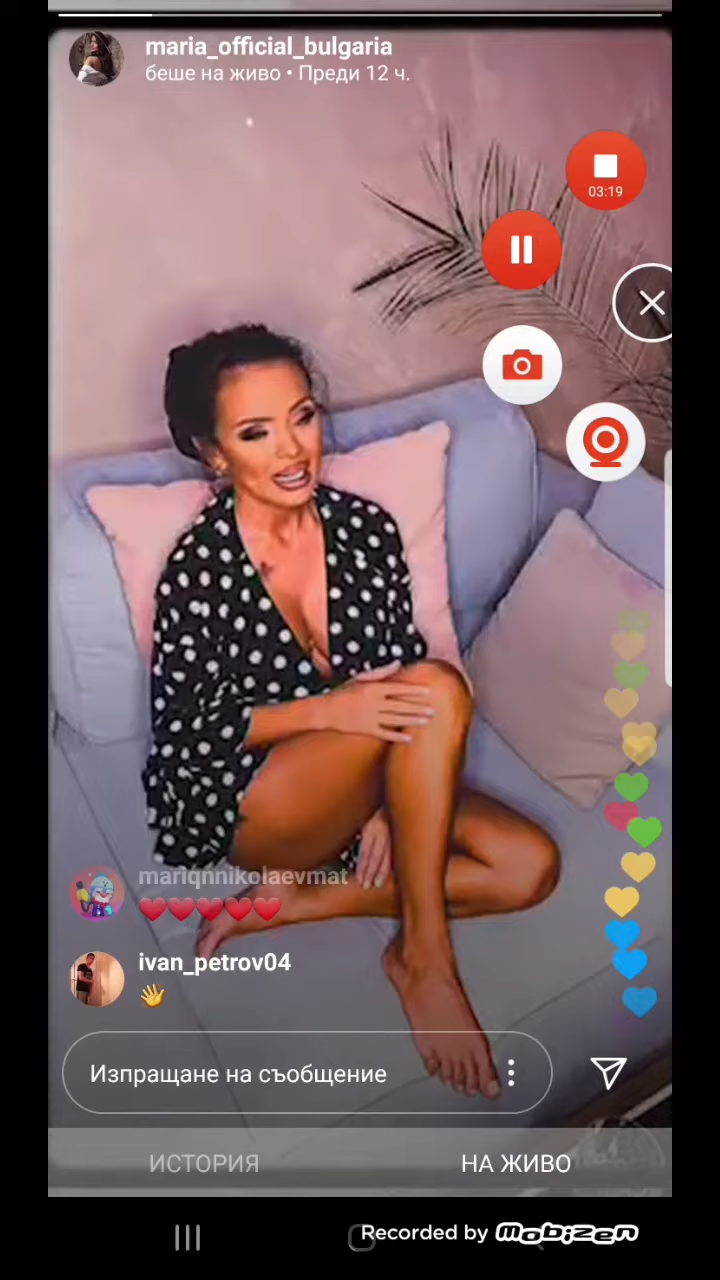 maria_official_bulgaria
беше на живо • Преди 12 ч.
03:19
mariqnnikolaevmat
ivan_petrov04
Изпращане на съобщение
ИСТОРИЯ
НА ЖИВО
Recorded by Mobizen